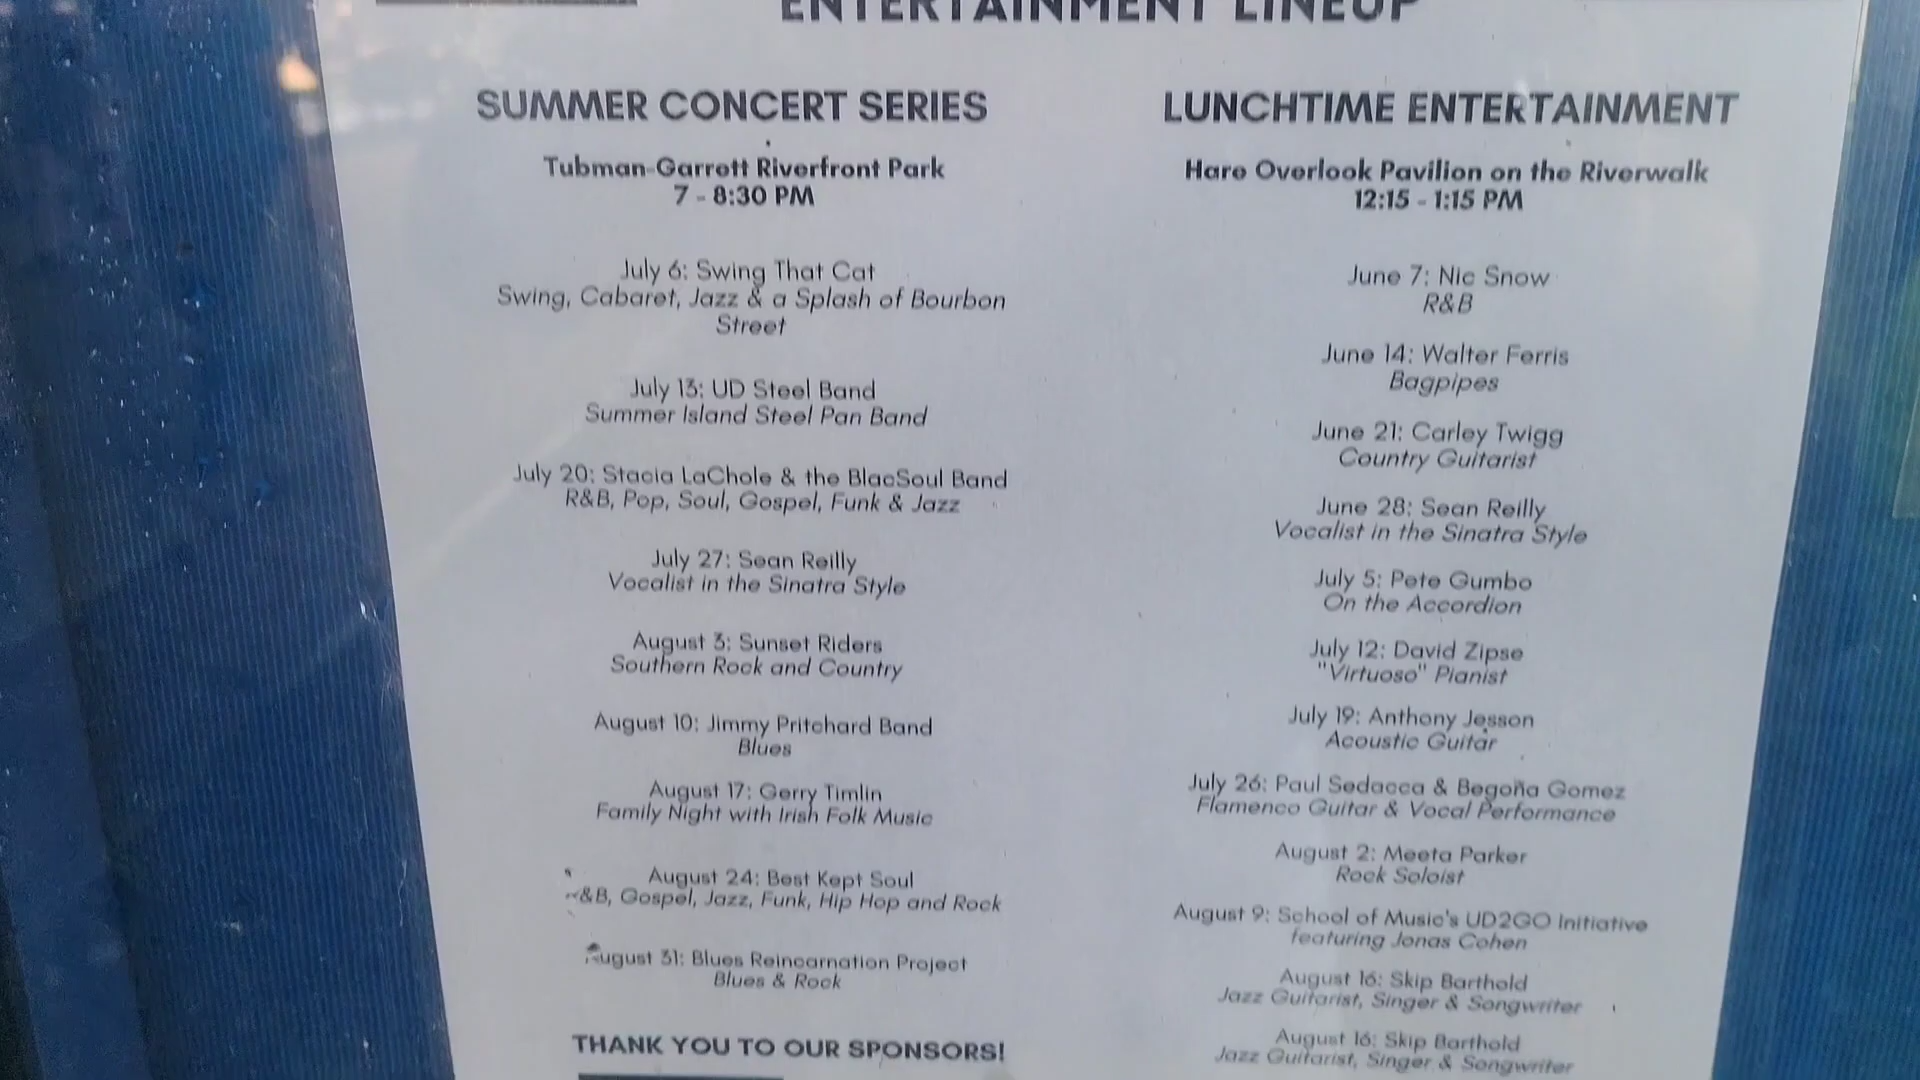 ENTERTAINMENT LINEUP
SUMMER CONCERT SERIES
Tubman-Garrett Riverfront Park
7 - 8:30 PM
July 6: Swing That Cat
Swing, Cabaret, Jazz & a Splash of Bourbon
Street
July 13: UD Steel Band
Summer Island Steel Pan Band
July 20: Stacia LaChole & the BlacSoul Band
R&B, Pop, Soul, Gospel, Funk & Jazz
July 27: Sean Reilly
Vocalist in the Sinatra Style
August 3: Sunset Riders
Southern Rock and Country
August 10: Jimmy Pritchard Band
Blues
August 17: Gerry Timlin
Family Night with Irish Folk Music
August 24: Best Kept Soul
R&B, Gospel, Jazz, Funk, Hip Hop and Rock
August 31: Blues Reincarnation Project
Blues & Rock
THANK YOU TO OUR SPONSORS!
LUNCHTIME ENTERTAINMENT
Hare Overlook Pavilion on the Riverwalk
12:15 - 1:15 PM
June 7: Nic Snow
R&B
June 14: Walter Ferris
Bagpipes
June 21: Carley Twigg
Country Guitarist
June 28: Sean Reilly
Vocalist in the Sinatra Style
July 5: Pete Gumbo
On the Accordion
July 12: David Zipse
"Virtuoso" Pianist
July 19: Anthony Jesson
Acoustic Guitar
July 26: Paul Sedacca & Begoña Gomez
Flamenco Guitar & Vocal Performance
August 2: Meeta Parker
Rock Soloist
August 9: School of Music's UD2GO Initiative
featuring Jonas Cohen
August 16: Skip Barthold
Jazz Guitarist, Singer & Songwriter
August 16: Skip Barthold
Jazz Guitarist, Singer & Songwriter